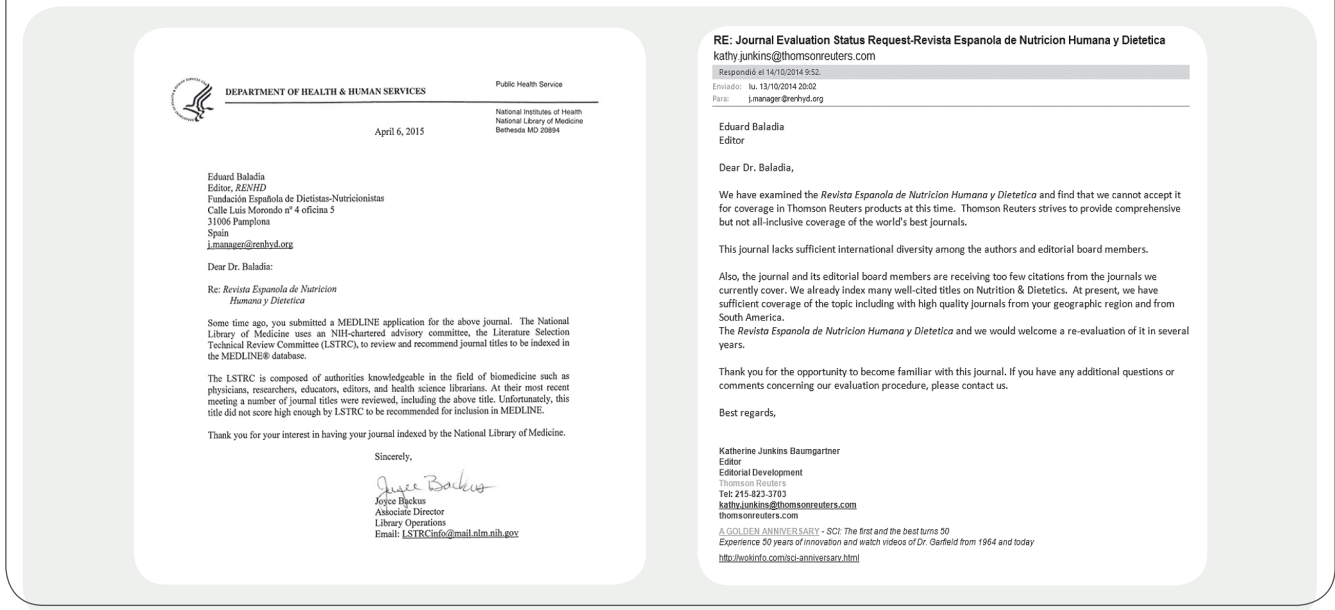 DEPARTMENT OF HEALTH & HUMAN SERVICES
Public Health Service
National Institutes of Health
National Library of Medicine
Bethesda MD 20894
April 6, 2015
Eduard Baladia
Editor, RENHD
Fundación Española de Dietistas-Nutricionistas
Calle Luis Morondo nº 4 oficina 5
31006 Pamplona
Spain
j.manager@renhyd.org
Dear Dr. Baladia:
Re: Revista Espanola de Nutricion
Humana y Dietetica
Some time ago, you submitted a MEDLINE application for the above journal. The National
Library of Medicine uses an NIH-chartered advisory committee, the Literature Selection
Technical Review Committee (LSTRC), to review and recommend journal titles to be indexed in
the MEDLINE® database.
The LSTRC is composed of authorities knowledgeable in the field of biomedicine such as
physicians, researchers, educators, editors, and health science librarians. At their most recent
meeting a number of journal titles were reviewed, including the above title. Unfortunately, this
title did not score high enough by LSTRC to be recommended for inclusion in MEDLINE.
Thank you for your interest in having your journal indexed by the National Library of Medicine.
Sincerely,
Joyce Backus
Joyce Backus
Associate Director
Library Operations
Email: LSTRCinfo@mail.nlm.nih.gov
RE: Journal Evaluation Status Request-Revista Espanola de Nutricion Humana y Dietetica
kathy.junkins@thomsonreuters.com
Respondió el 14/10/2014 9:52.
Enviado: lu. 13/10/2014 20:02
Para: j.manager@renhyd.org
Eduard Baladia
Editor
Dear Dr. Baladia,
We have examined the Revista Espanola de Nutricion Humana y Dietetica and find that we cannot accept it
for coverage in Thomson Reuters products at this time. Thomson Reuters strives to provide comprehensive
but not all-inclusive coverage of the world's best journals.
This journal lacks sufficient international diversity among the authors and editorial board members.
Also, the journal and its editorial board members are receiving too few citations from the journals we
currently cover. We already index many well-cited titles on Nutrition & Dietetics. At present, we have
sufficient coverage of the topic including with high quality journals from your geographic region and from
South America.
The Revista Espanola de Nutricion Humana y Dietetica and we would welcome a re-evaluation of it in several
years.
Thank you for the opportunity to become familiar with this journal. If you have any additional questions or
comments concerning our evaluation procedure, please contact us.
Best regards,
Katherine Junkins Baumgartner
Editor
Editorial Development
Thomson Reuters
Tel: 215-823-3703
kathy.junkins@thomsonreuters.com
thomsonreuters.com
A GOLDEN ANNIVERSARY - SCI: The first and the best turns 50
Experience 50 years of innovation and watch videos of Dr. Garfield from 1964 and today
http://wokinfo.com/sci-anniversary.html